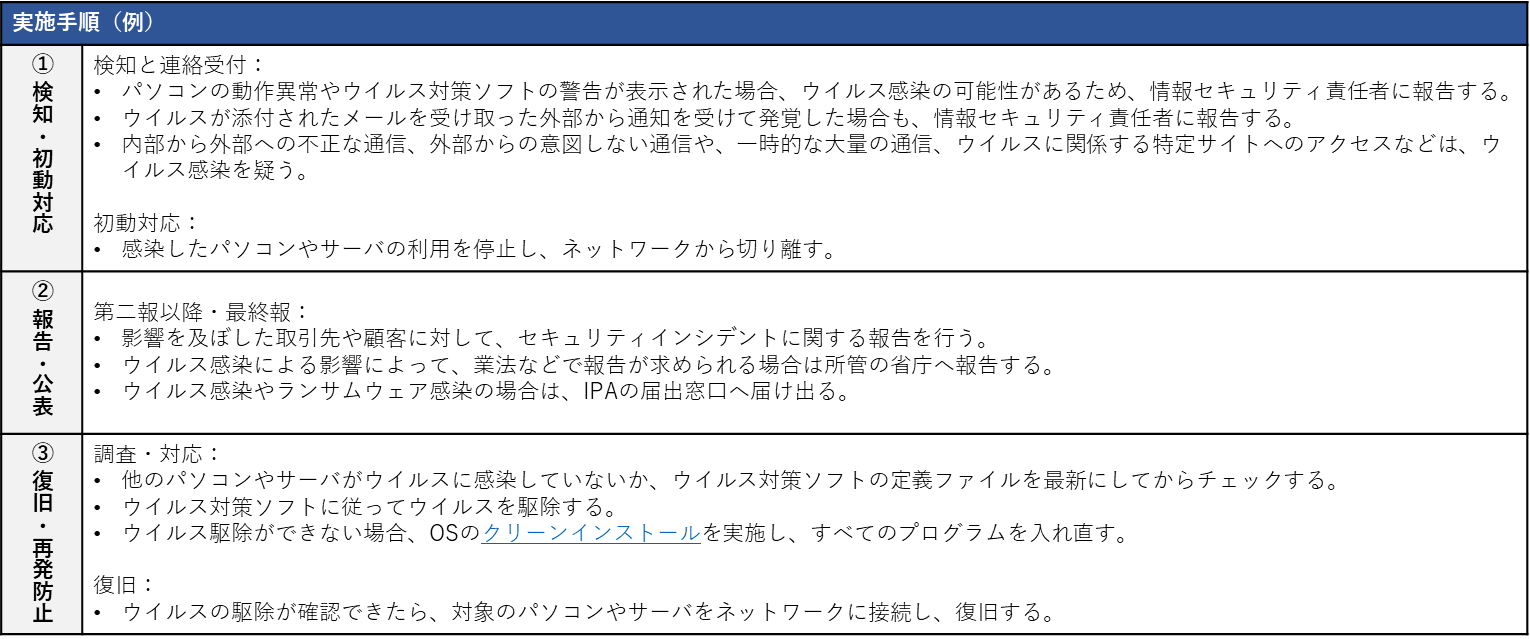 実施手順（例）
①検知・初動対応
検知と連絡受付：
• パソコンの動作異常やウイルス対策ソフトの警告が表示された場合、ウイルス感染の可能性があるため、情報セキュリティ責任者に報告する。
• ウイルスが添付されたメールを受け取った外部から通知を受けて発覚した場合も、情報セキュリティ責任者に報告する。
• 内部から外部への不正な通信、外部からの意図しない通信や、一時的な大量の通信、ウイルスに関係する特定サイトへのアクセスなどは、ウ
イルス感染を疑う。
初動対応：
• 感染したパソコンやサーバの利用を停止し、ネットワークから切り離す。
②報告・公表
第二報以降・最終報：
• 影響を及ぼした取引先や顧客に対して、セキュリティインシデントに関する報告を行う。
• ウイルス感染による影響によって、業法などで報告が求められる場合は所管の省庁へ報告する。
• ウイルス感染やランサムウェア感染の場合は、IPAの届出窓口へ届け出る。
③復旧・再発防止
調査・対応：
• 他のパソコンやサーバがウイルスに感染していないか、ウイルス対策ソフトの定義ファイルを最新にしてからチェックする。
• ウイルス対策ソフトに従ってウイルスを駆除する。
• ウイルス駆除ができない場合、OSのクリーンインストールを実施し、すべてのプログラムを入れ直す。
復旧：
• ウイルスの駆除が確認できたら、対象のパソコンやサーバをネットワークに接続し、復旧する。